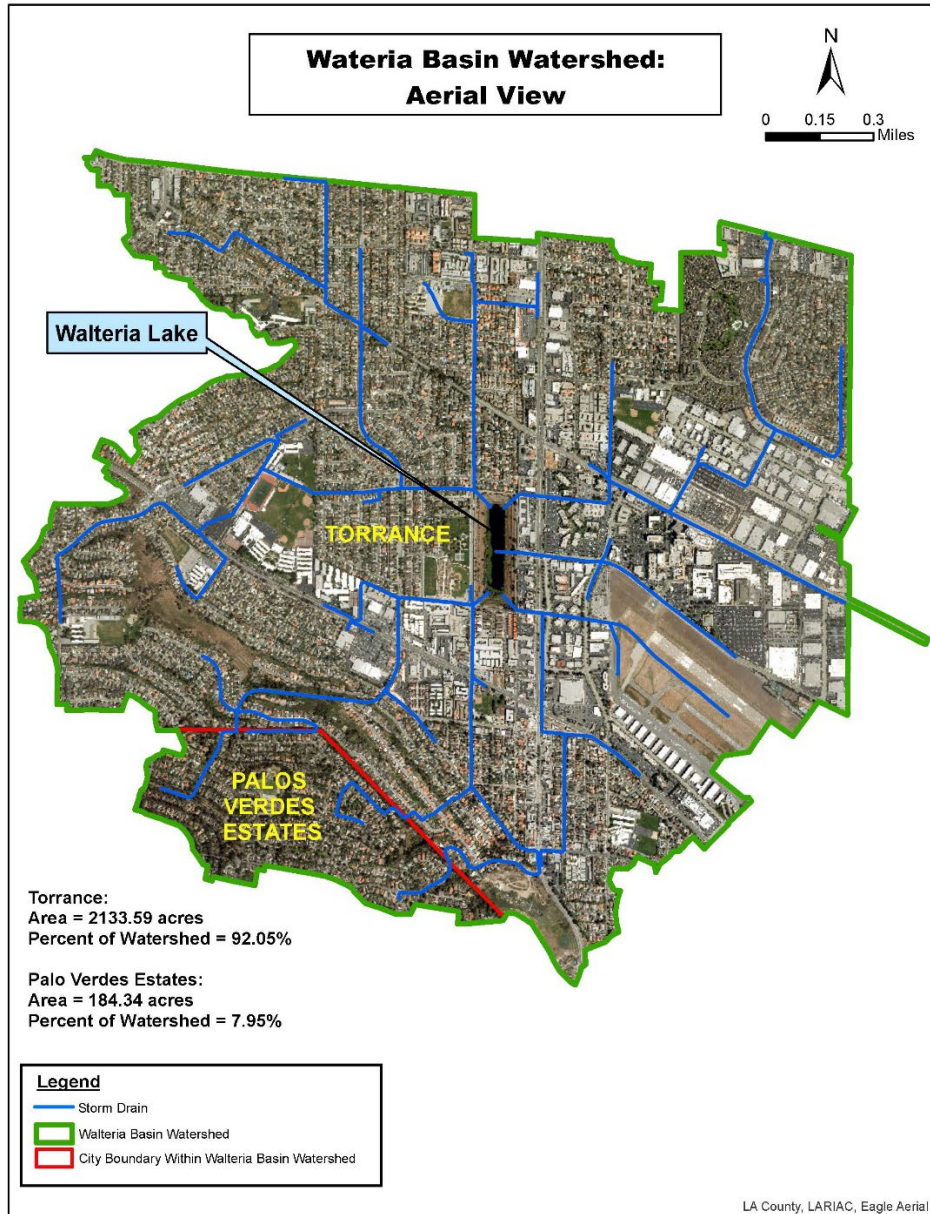 Wateria Basin Watershed:
Aerial View
N
0 0.15 0.3
Miles
Walteria Lake
TORRANCE
PALOS
VERDES
ESTATES
Torrance:
Area = 2133.59 acres
Percent of Watershed = 92.05%
Palo Verdes Estates:
Area = 184.34 acres
Percent of Watershed = 7.95%
Legend
Storm Drain
Walteria Basin Watershed
City Boundary Within Walteria Basin Watershed
LA County, LARIAC, Eagle Aerial